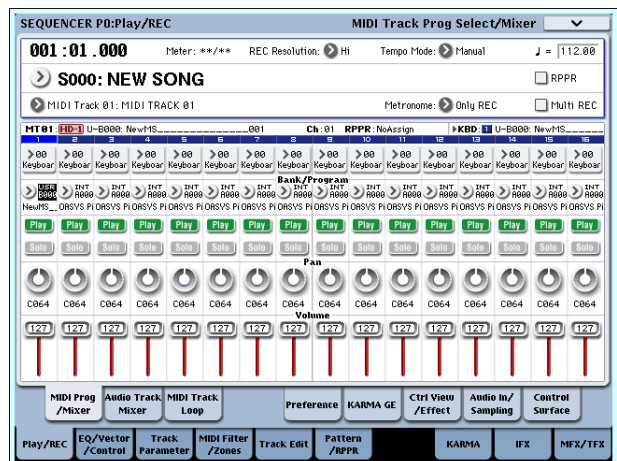 SEQUENCER P0:Play/REC MIDI Track Prog Select/Mixer
001:01.000 Meter: **/** REC Resolution: Hi Tempo Mode: Manual ♩ = 112.00
S000: NEW SONG RPPR
MIDI Track 01: MIDI TRACK 01 Metronome: Only REC Multi REC
MT01: HD-1 U-B000: NewMS______________001 Ch:01 RPPR:NoAssign KBD: 1 U-B000: NewMS______
1 2 3 4 5 6 7 8 9 10 11 12 13 14 15 16
00 00 00 00 00 00 00 00 00 00 00 00 00 00 00 00
Keyboar Keyboar Keyboar Keyboar Keyboar Keyboar Keyboar Keyboar Keyboar Keyboar Keyboar Keyboar Keyboar Keyboar Keyboar Keyboar
Bank/Program
USR INT INT INT INT INT INT INT INT INT INT INT INT INT INT INT
B000 A000 A000 A000 A000 A000 A000 A000 A000 A000 A000 A000 A000 A000 A000 A000
NewMS__ OASYS Pi OASYS Pi OASYS Pi OASYS Pi OASYS Pi OASYS Pi OASYS Pi OASYS Pi OASYS Pi OASYS Pi OASYS Pi OASYS Pi OASYS Pi OASYS Pi OASYS Pi
Play Play Play Play Play Play Play Play Play Play Play Play Play Play Play Play
Solo Solo Solo Solo Solo Solo Solo Solo Solo Solo Solo Solo Solo Solo Solo Solo
Pan
C064 C064 C064 C064 C064 C064 C064 C064 C064 C064 C064 C064 C064 C064 C064 C064
Volume
127 127 127 127 127 127 127 127 127 127 127 127 127 127 127 127
MIDI Prog Audio Track MIDI Track Preference KARMA GE Ctrl View Audio In/ Control
/Mixer Mixer Loop /Effect Sampling Surface
Play/REC EQ/Vector Track MIDI Filter Track Edit Pattern KARMA IFX MFX/TFX
/Control Parameter /Zones /RPPR